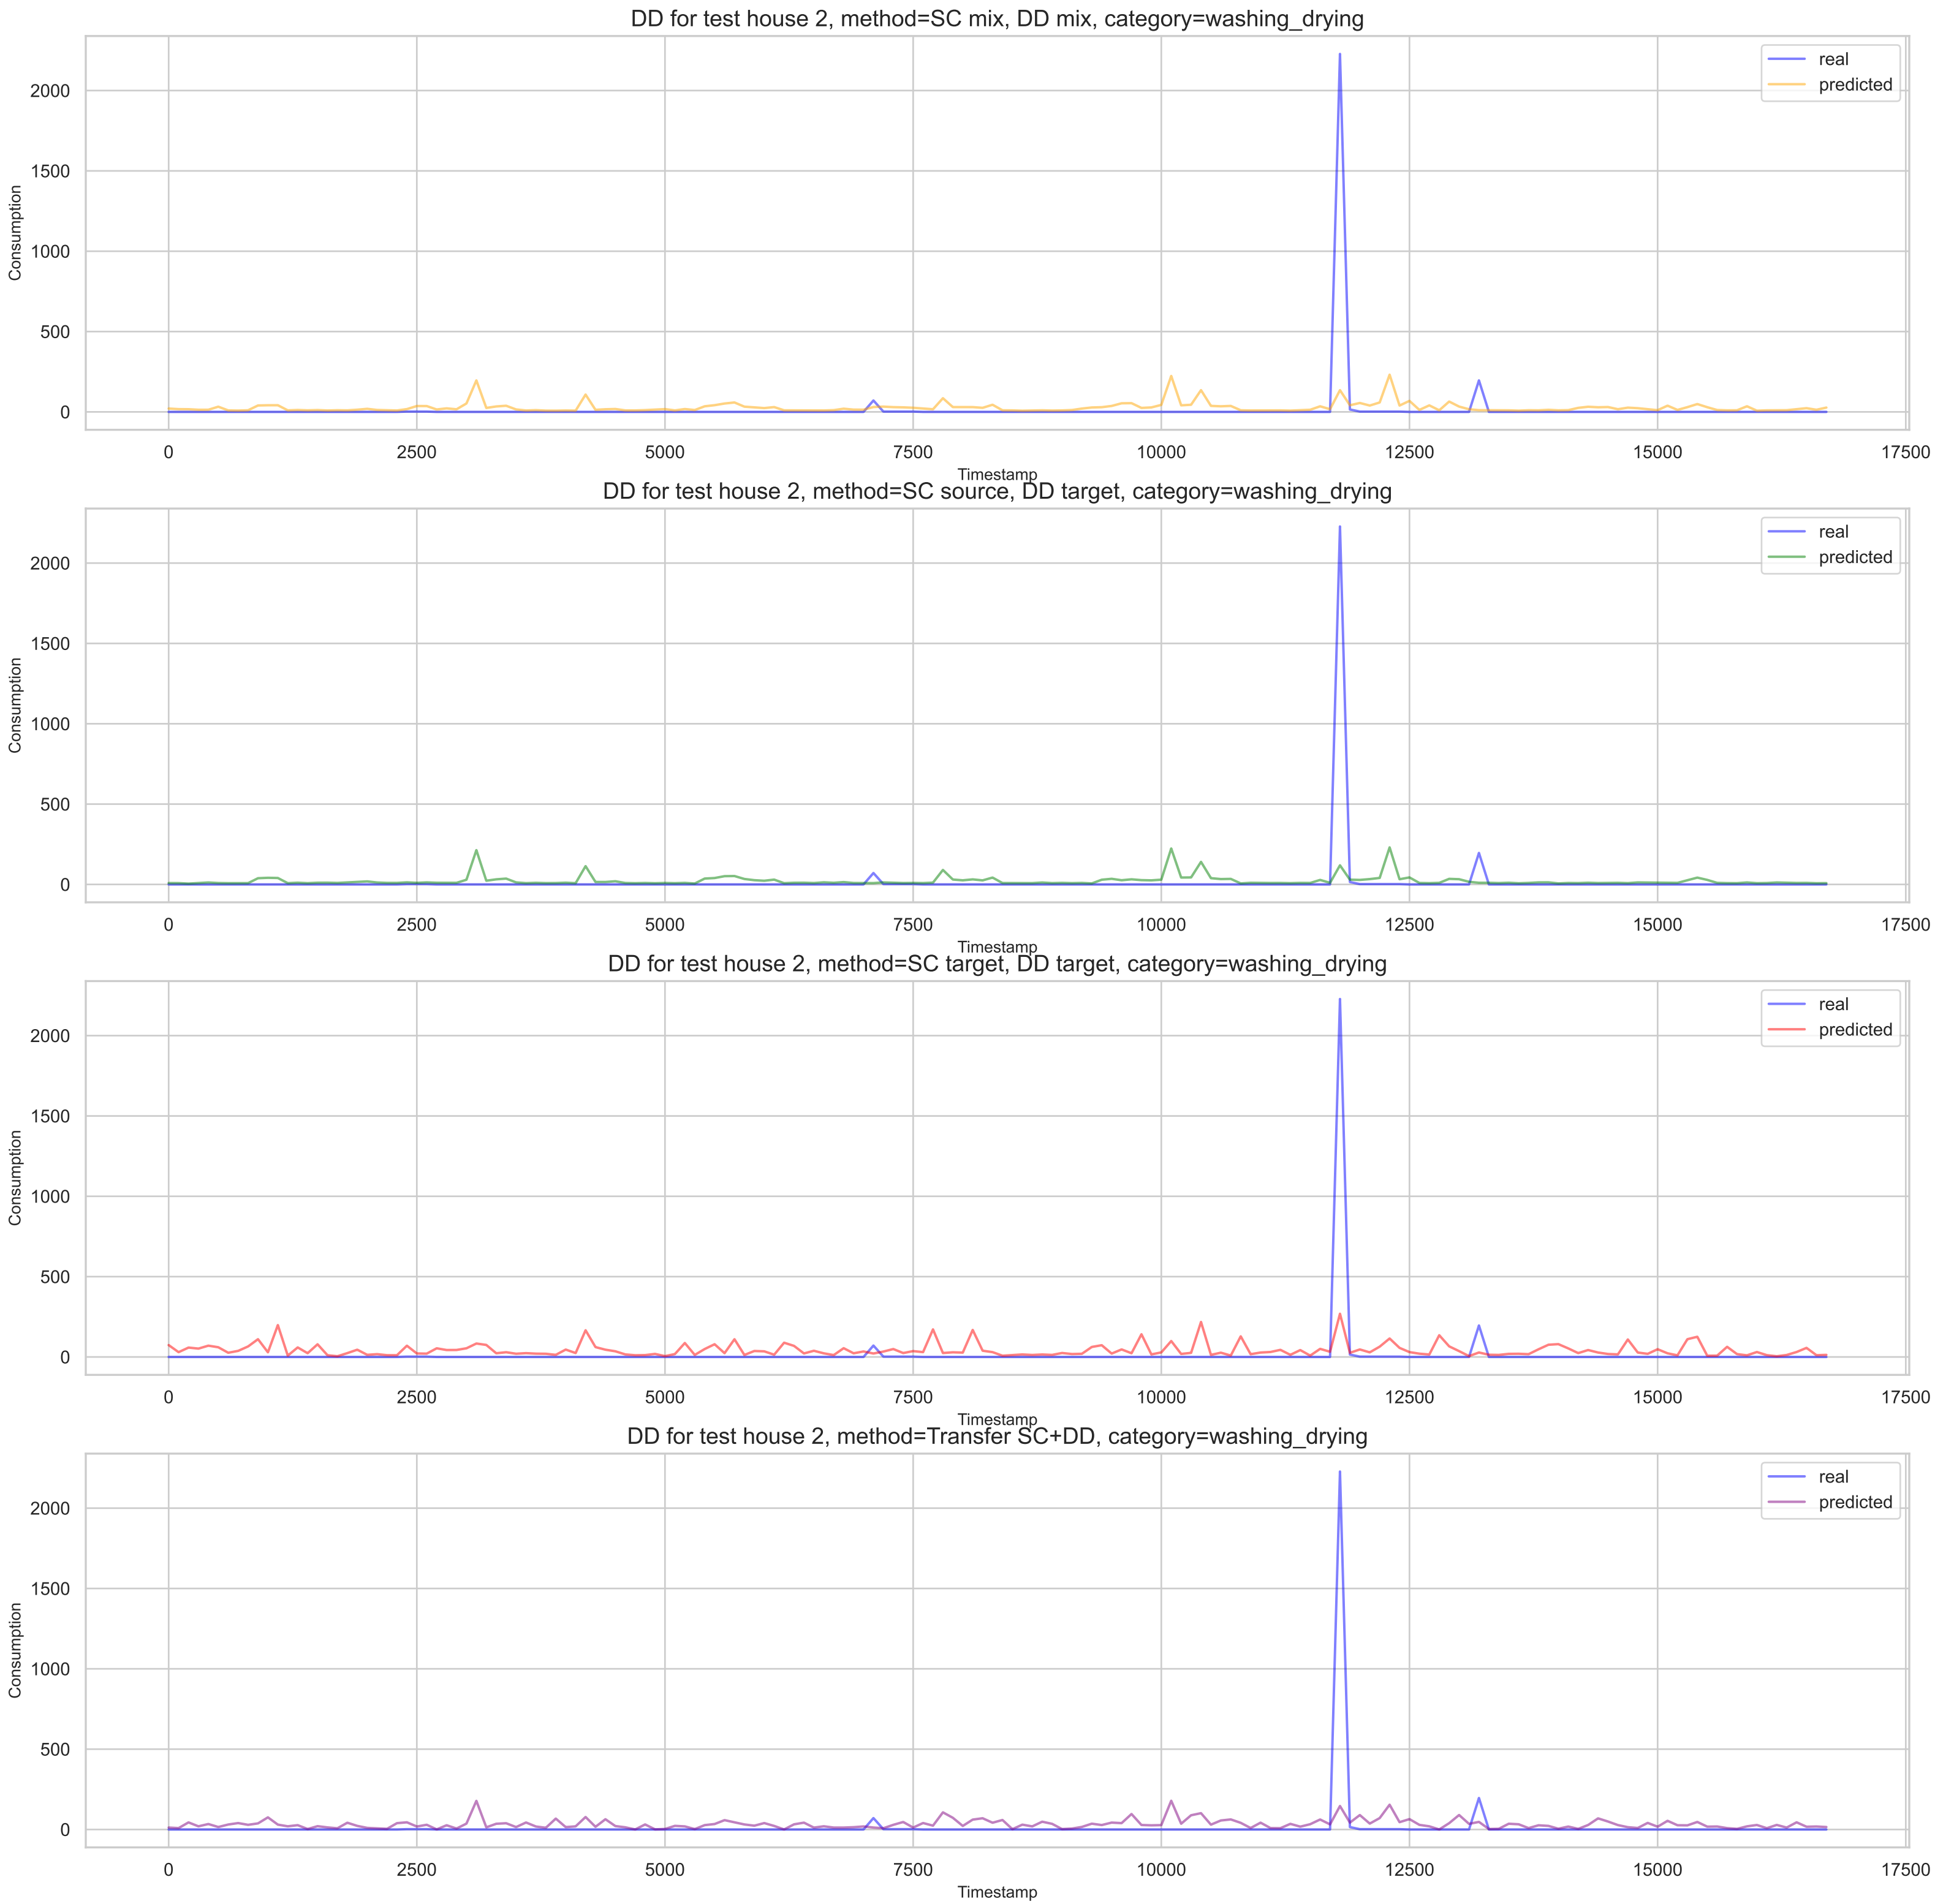 DD for test house 2, method=SC mix, DD mix, category=washing_drying
real
predicted
2000
1500
1000
500
0
Consumption
0 2500 5000 7500 10000 12500 15000 17500
Timestamp
DD for test house 2, method=SC source, DD target, category=washing_drying
real
predicted
2000
1500
1000
500
0
Consumption
0 2500 5000 7500 10000 12500 15000 17500
Timestamp
DD for test house 2, method=SC target, DD target, category=washing_drying
real
predicted
2000
1500
1000
500
0
Consumption
0 2500 5000 7500 10000 12500 15000 17500
Timestamp
DD for test house 2, method=Transfer SC+DD, category=washing_drying
real
predicted
2000
1500
1000
500
0
Consumption
0 2500 5000 7500 10000 12500 15000 17500
Timestamp